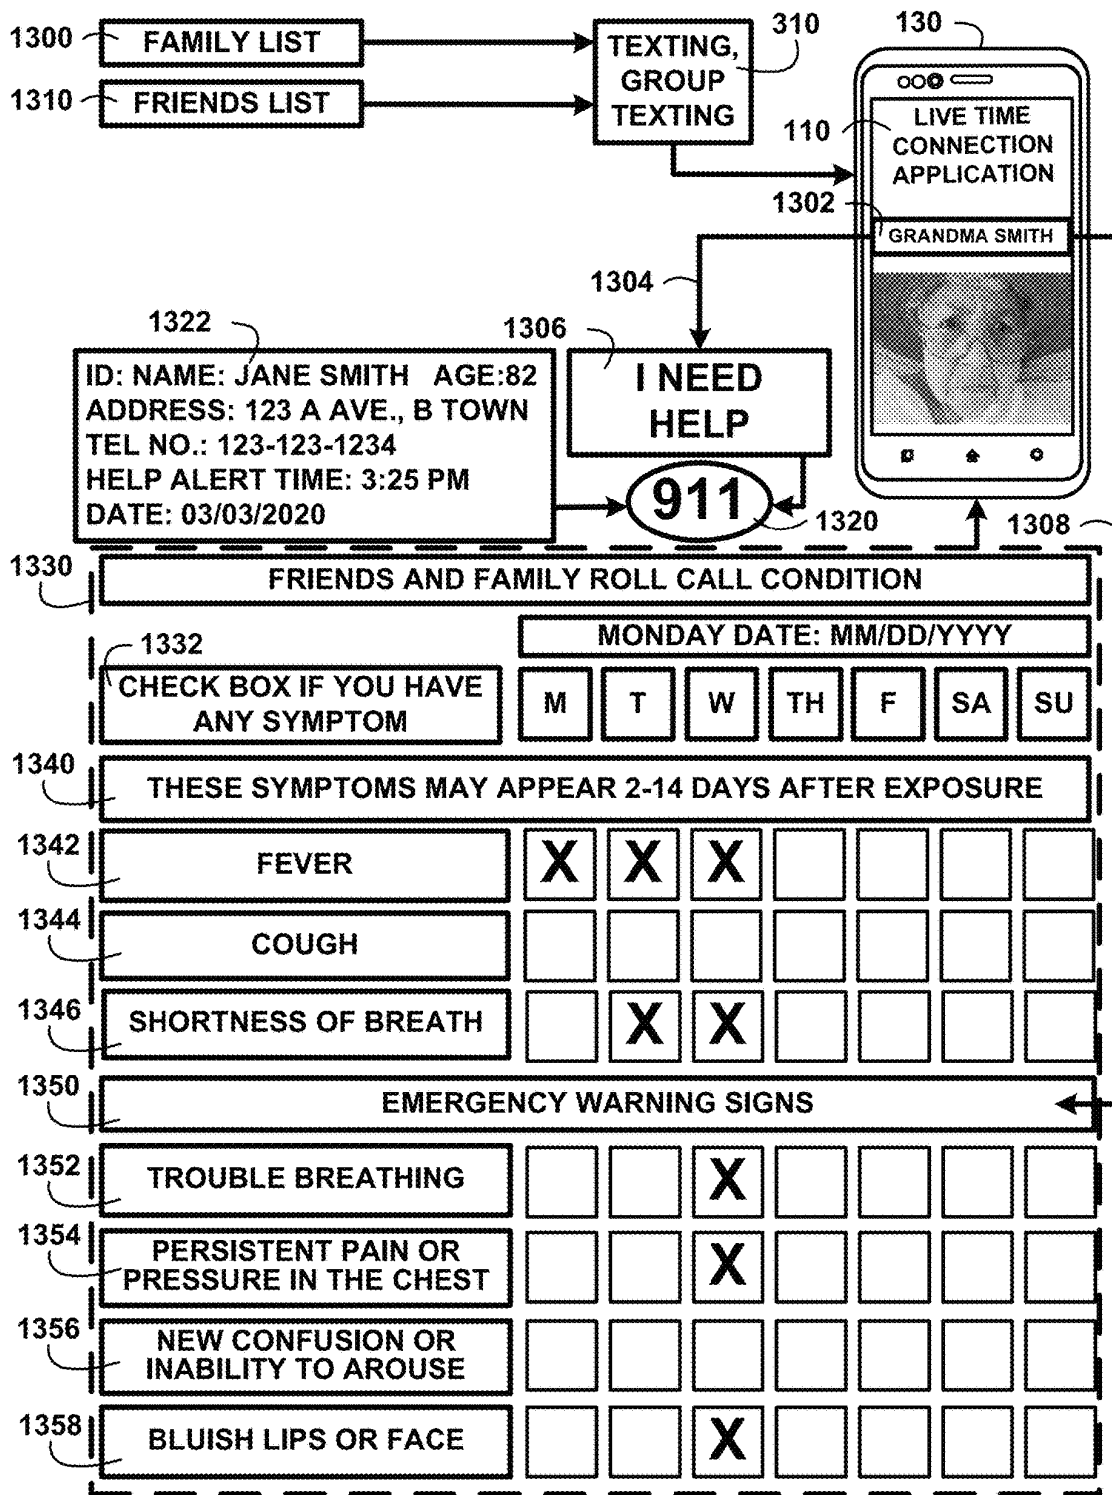 1300
FAMILY LIST
1310
FRIENDS LIST
TEXTING,
GROUP
TEXTING
310
130
110
LIVE TIME
CONNECTION
APPLICATION
1302
GRANDMA SMITH
1304
1322
1306
ID: NAME: JANE SMITH AGE:82
ADDRESS: 123 A AVE., B TOWN
TEL NO.: 123-123-1234
HELP ALERT TIME: 3:25 PM
DATE: 03/03/2020
I NEED
HELP
911
1320
1308
1330
FRIENDS AND FAMILY ROLL CALL CONDITION
MONDAY DATE: MM/DD/YYYY
1332
CHECK BOX IF YOU HAVE
ANY SYMPTOM
M T W TH F SA SU
1340
THESE SYMPTOMS MAY APPEAR 2-14 DAYS AFTER EXPOSURE
1342
FEVER X X X
1344
COUGH
1346
SHORTNESS OF BREATH X X
1350
EMERGENCY WARNING SIGNS
1352
TROUBLE BREATHING X
1354
PERSISTENT PAIN OR
PRESSURE IN THE CHEST X
1356
NEW CONFUSION OR
INABILITY TO AROUSE
1358
BLUISH LIPS OR FACE X